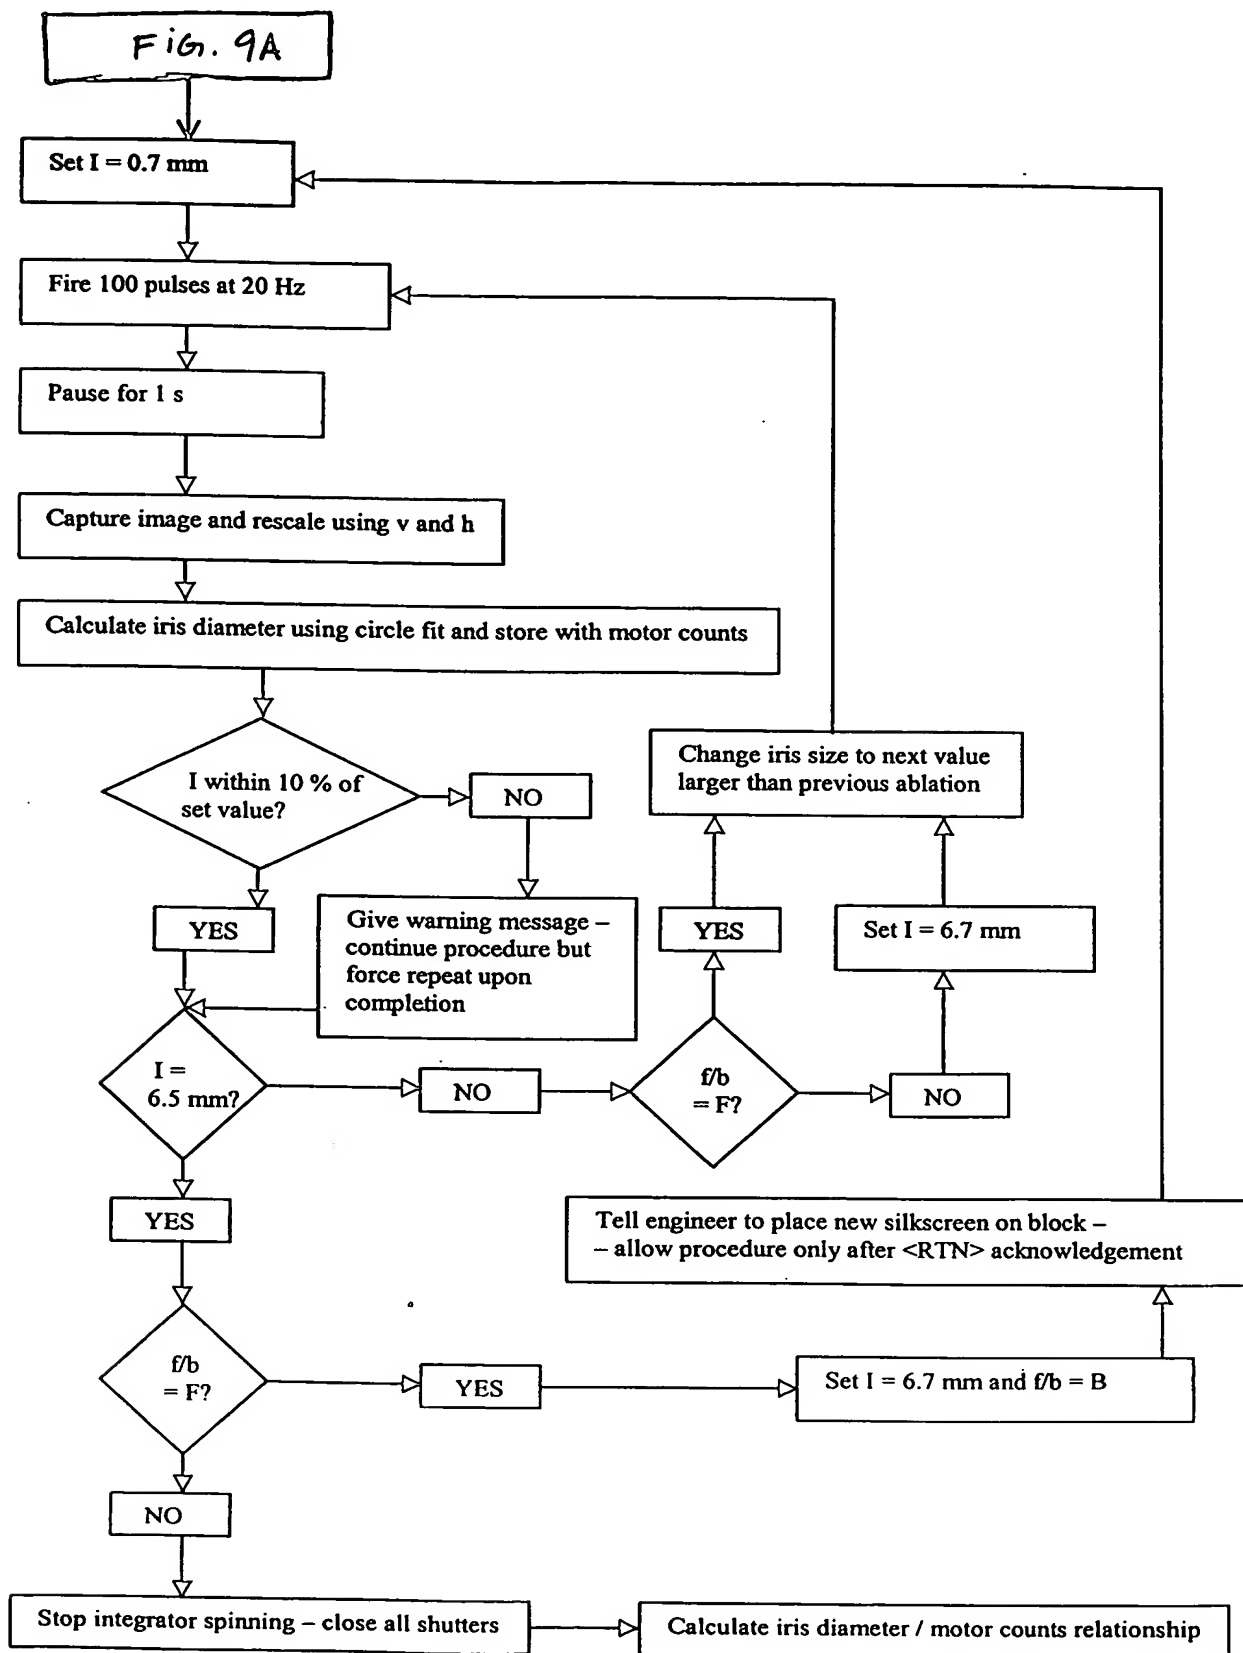 FIG. 9A
Set I = 0.7 mm
Fire 100 pulses at 20 Hz
Pause for 1 s
Capture image and rescale using v and h
Calculate iris diameter using circle fit and store with motor counts
I within 10 % of
set value?
NO
Change iris size to next value
larger than previous ablation
YES
Give warning message –
continue procedure but
force repeat upon
completion
YES
Set I = 6.7 mm
I =
6.5 mm?
NO
f/b
= F?
NO
YES
Tell engineer to place new silkscreen on block –
– allow procedure only after <RTN> acknowledgement
f/b
= F?
YES
Set I = 6.7 mm and f/b = B
NO
Stop integrator spinning – close all shutters
Calculate iris diameter / motor counts relationship